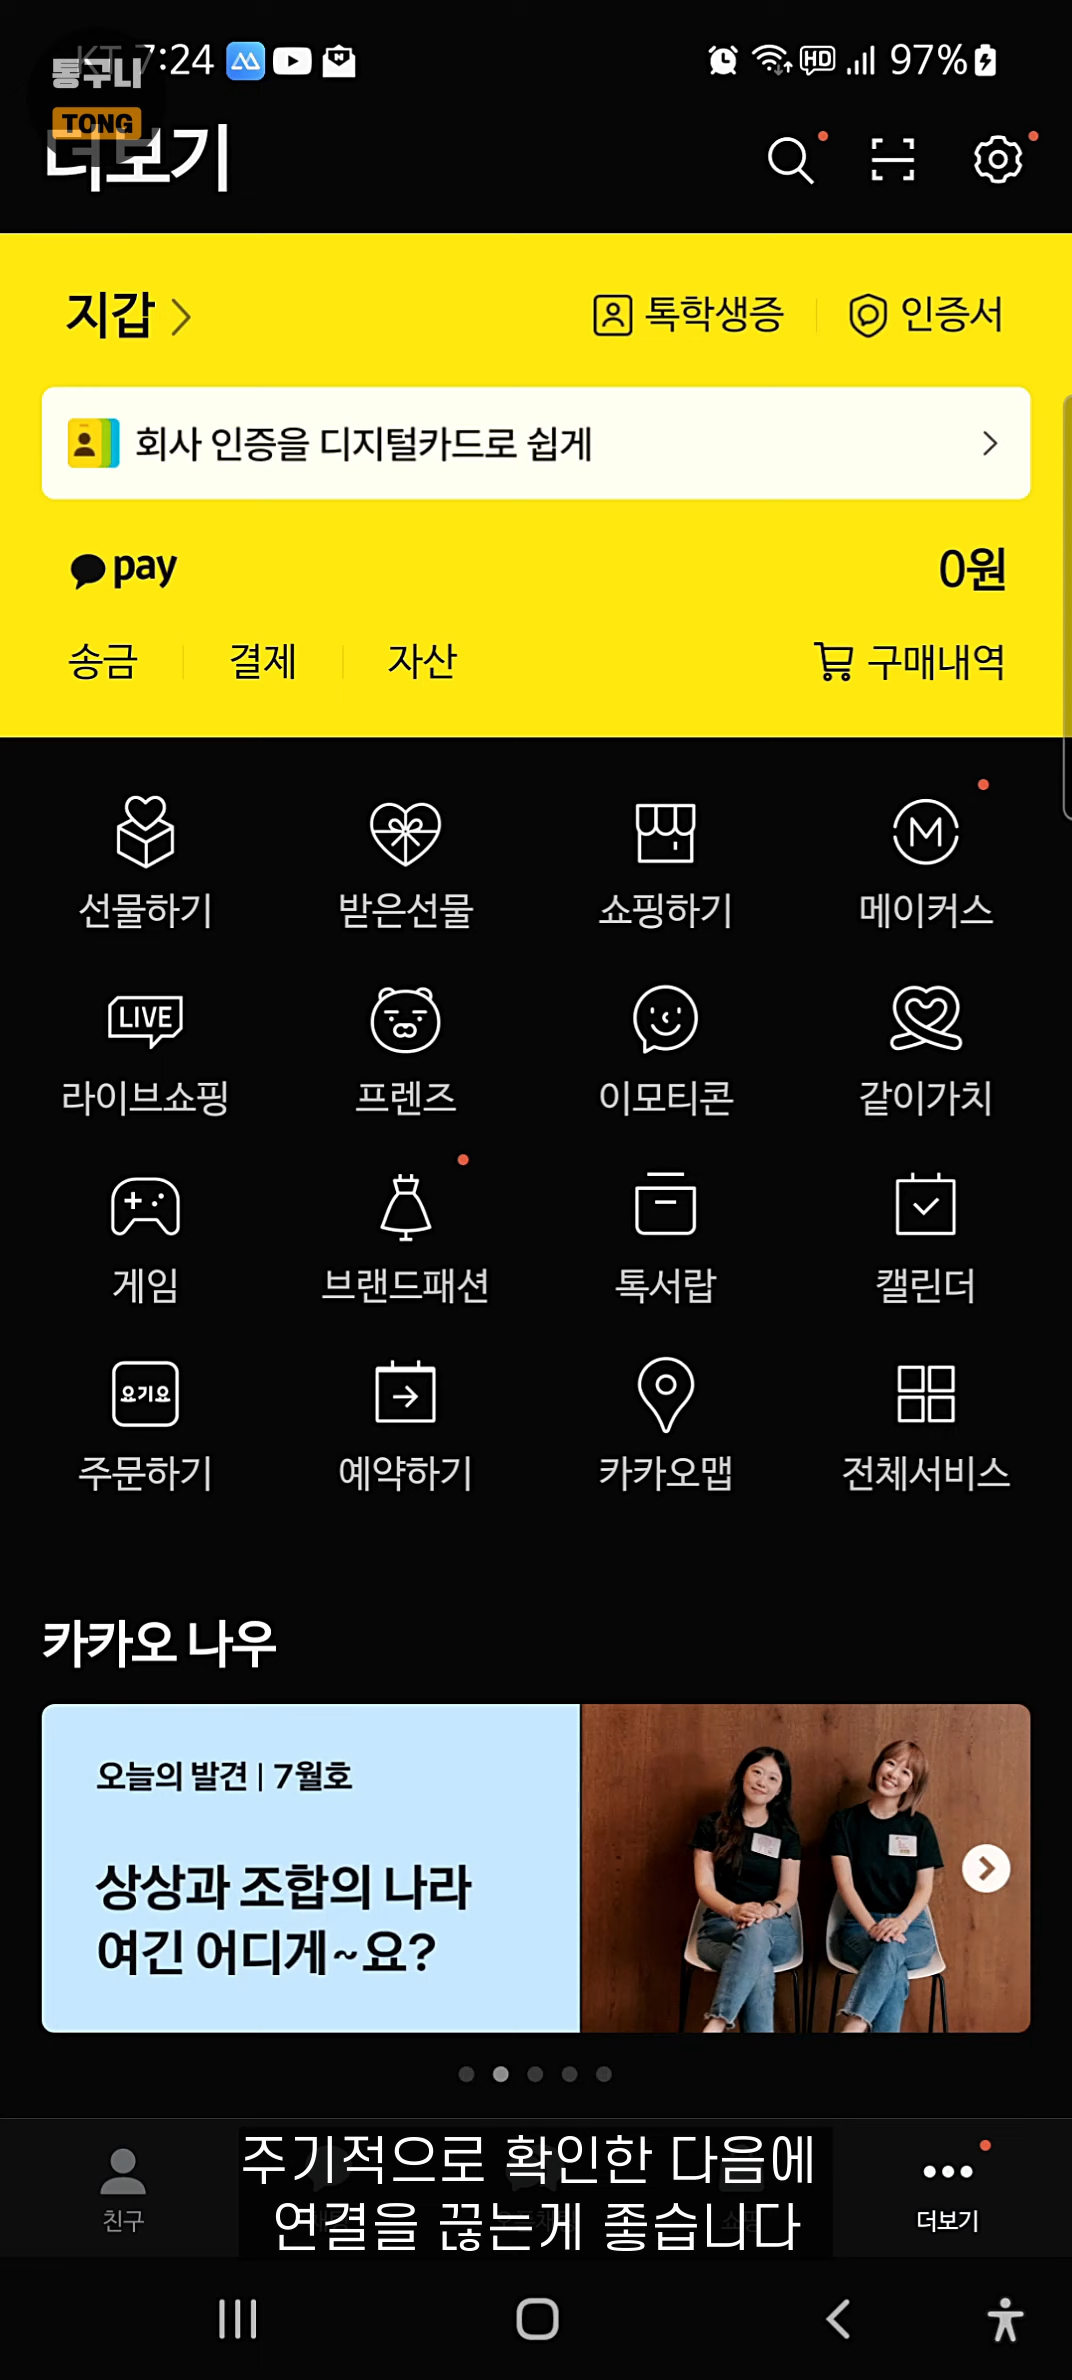 KT 7:24
HD 97%
통구니
TONG
더보기
지갑
톡학생증
인증서
회사 인증을 디지털카드로 쉽게
pay
0원
송금
결제
자산
구매내역
선물하기
받은선물
M
쇼핑하기
메이커스
LIVE
라이브쇼핑
프렌즈
이모티콘
같이가치
게임
브랜드패션
톡서랍
캘린더
요기요
주문하기
예약하기
카카오맵
전체서비스
카카오 나우
오늘의 발견 | 7월호
상상과 조합의 나라
여긴 어디게~요?
주기적으로 확인한 다음에
연결을 끊는게 좋습니다
친구
더보기